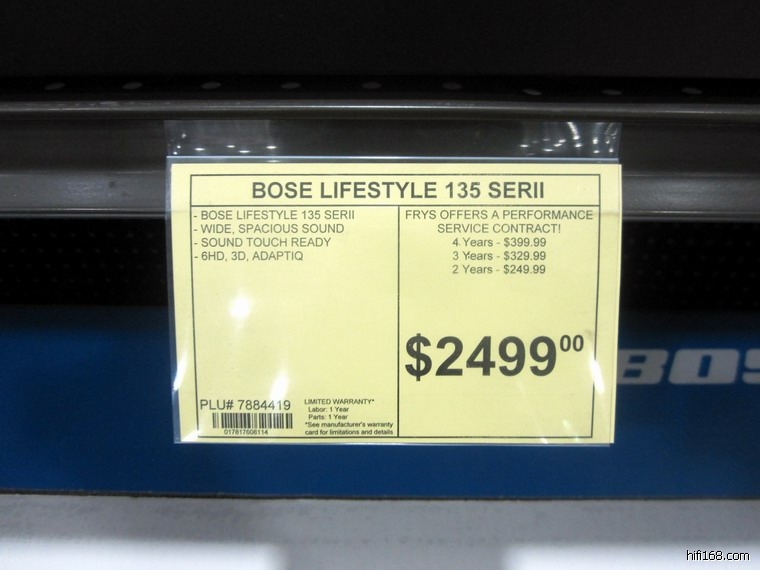 BOSE LIFESTYLE 135 SERII
- BOSE LIFESTYLE 135 SERII
- WIDE, SPACIOUS SOUND
- SOUND TOUCH READY
- 6HD, 3D, ADAPTIQ
FRYS OFFERS A PERFORMANCE
SERVICE CONTRACT!
4 Years - $399.99
3 Years - $329.99
2 Years - $249.99
$2499 00
PLU# 7884419
017817608114
LIMITED WARRANTY*
Labor: 1 Year
Parts: 1 Year
*See manufacturer's warranty
card for limitations and details
BOS
hifi168.com